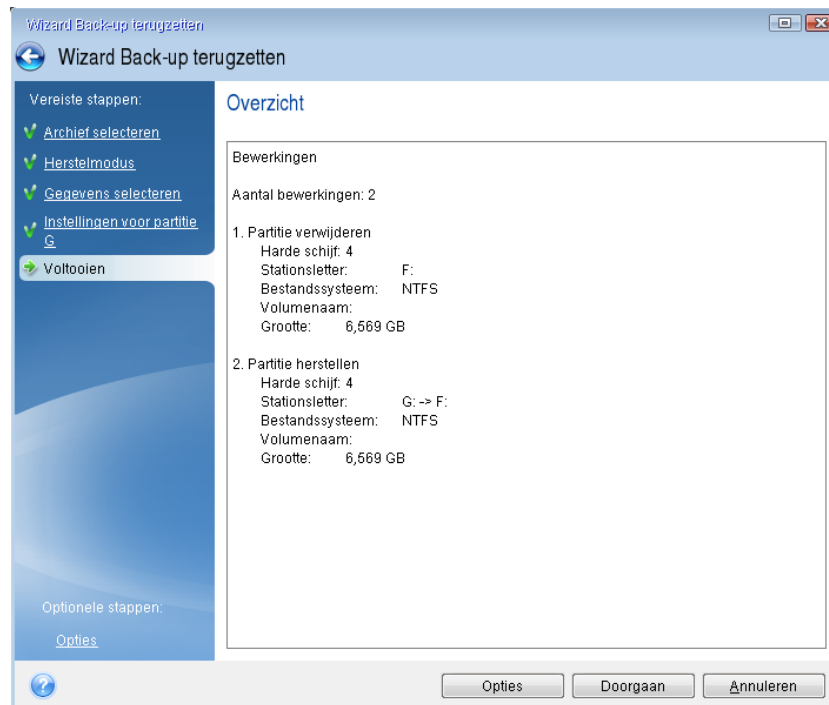 Wizard Back-up terugzetten
Wizard Back-up terugzetten
Vereiste stappen:
Archief selecteren
Herstelmodus
Gegevens selecteren
Instellingen voor partitie
G
Voltooien
Optionele stappen:
Opties
Overzicht
Bewerkingen
Aantal bewerkingen: 2
1. Partitie verwijderen
Harde schijf: 4
Stationsletter: F:
Bestandssysteem: NTFS
Volumenaam:
Grootte: 6,569 GB
2. Partitie herstellen
Harde schijf: 4
Stationsletter: G: -> F:
Bestandssysteem: NTFS
Volumenaam:
Grootte: 6,569 GB
Opties Doorgaan Annuleren